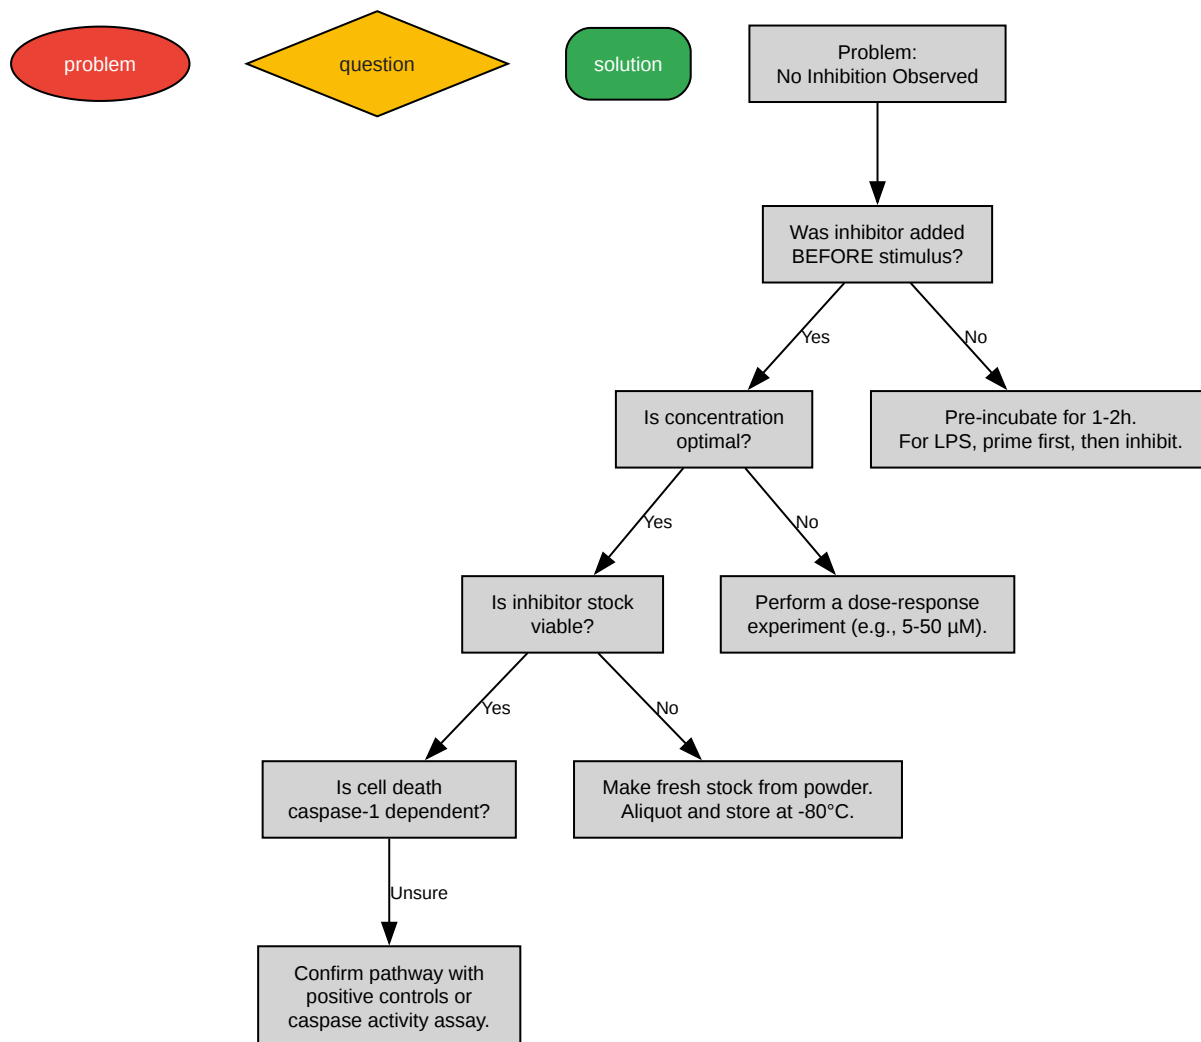 problem
question
solution
Problem:
No Inhibition Observed
Was inhibitor added
BEFORE stimulus?
Yes
No
Is concentration
optimal?
Pre-incubate for 1-2h.
For LPS, prime first, then inhibit.
Yes
No
Is inhibitor stock
viable?
Perform a dose-response
experiment (e.g., 5-50 µM).
Yes
No
Is cell death
caspase-1 dependent?
Make fresh stock from powder.
Aliquot and store at -80°C.
Unsure
Confirm pathway with
positive controls or
caspase activity assay.